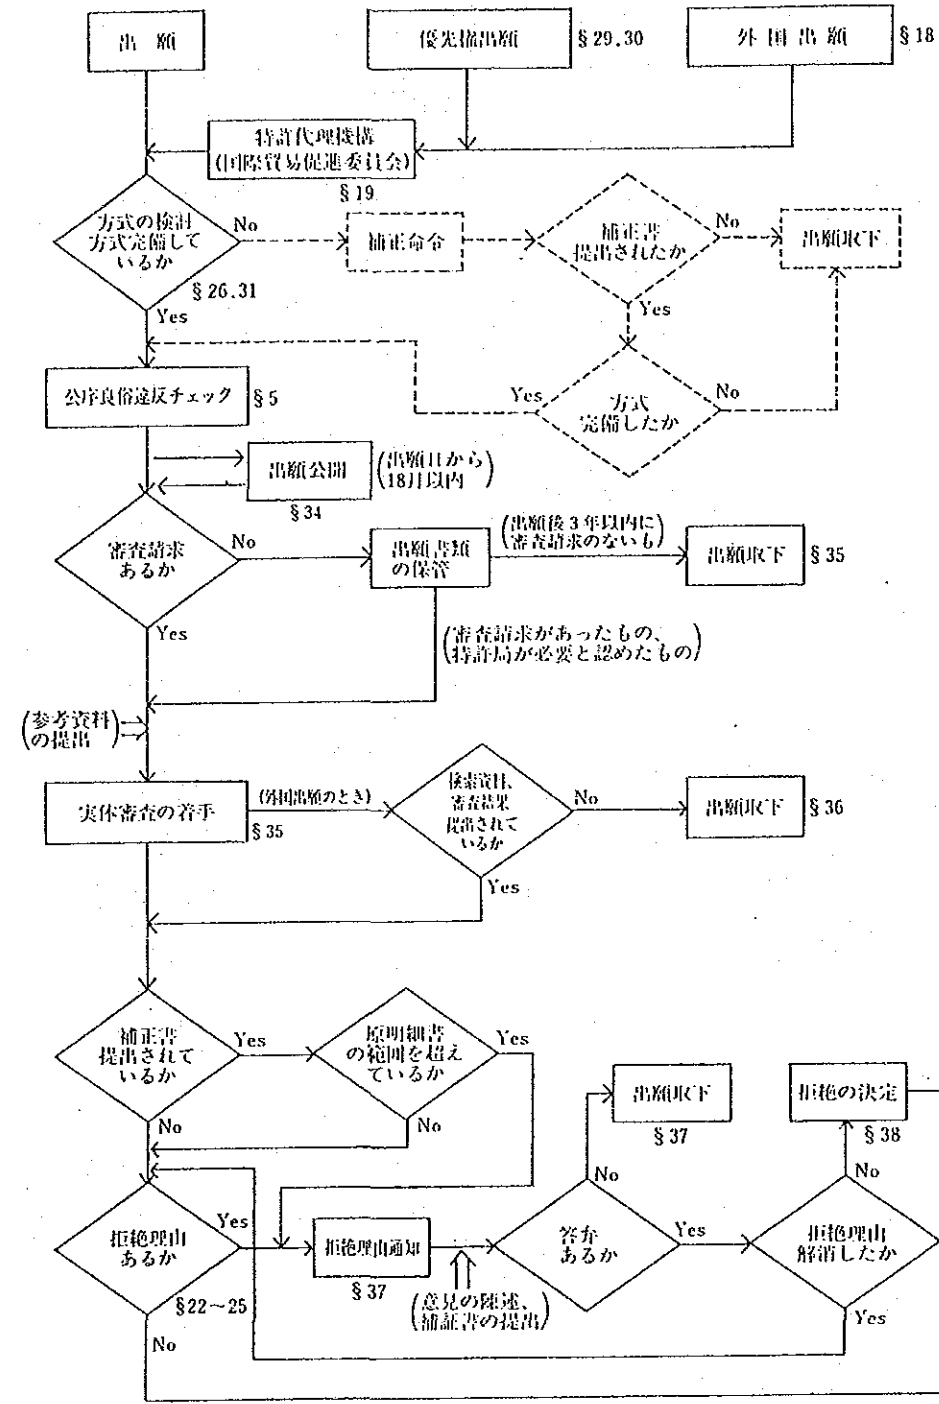 出願
優先権出願
§29.30
外国出願
§18
特許代理機構
(国際貿易促進委員会)
§19
方式の検討
方式完備して
いるか
No
§26.31
Yes
補正命令
補正書
提出されたか
No
Yes
出願取下
方式
完備したか
Yes
No
公序良俗違反チェック
§5
出願公開
(出願日から
18月以内)
§34
審査請求
あるか
No
Yes
出願書類
の保管
(出願後3年以内に
審査請求のないも)
出願取下
§35
(審査請求があったもの、
特許局が必要と認めたもの)
(参考資料
の提出)
実体審査の着手
§35
(外国出願のとき)
検索資料、
審査結果
提出されて
いるか
No
Yes
出願取下
§36
補正書
提出されて
いるか
Yes
No
原明細書
の範囲を超え
ているか
Yes
No
出願取下
§37
拒絶の決定
§38
拒絶理由
あるか
Yes
§22~25
No
拒絶理由通知
§37
(意見の陳述、
補証書の提出)
答弁
あるか
No
Yes
拒絶理由
解消したか
No
Yes